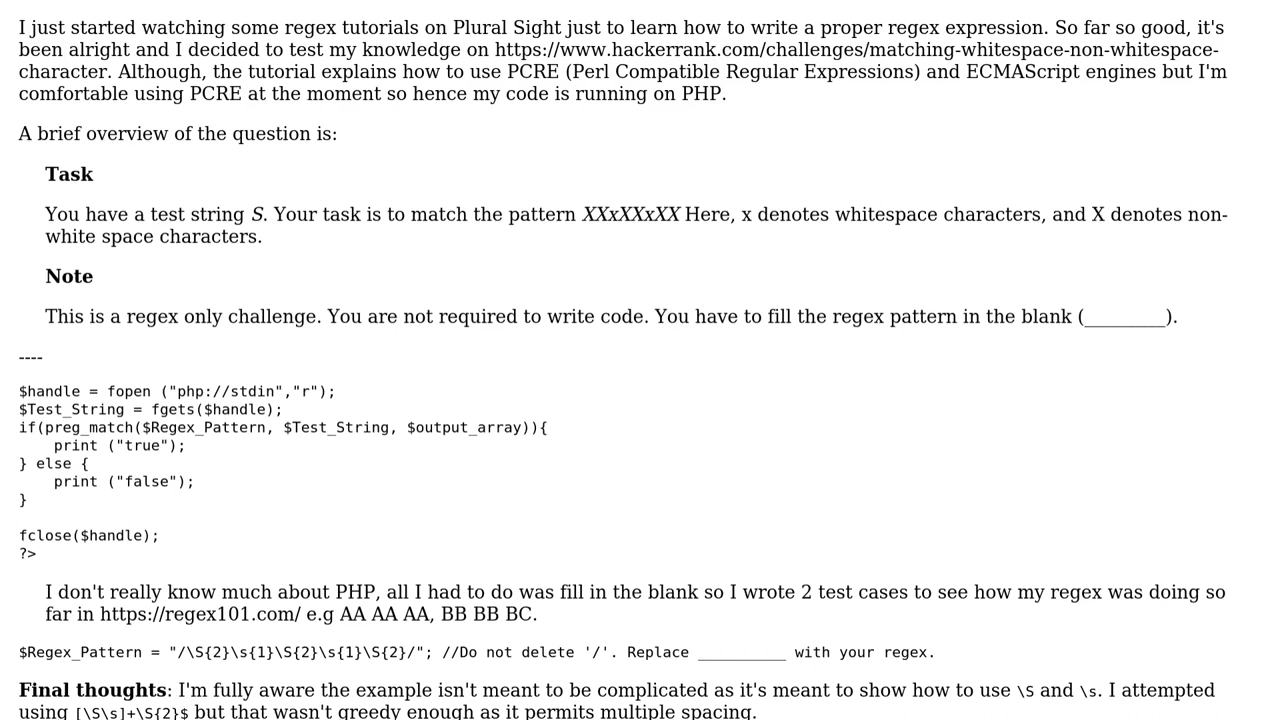 I just started watching some regex tutorials on Plural Sight just to learn how to write a proper regex expression. So far so good, it's
been alright and I decided to test my knowledge on https://www.hackerrank.com/challenges/matching-whitespace-non-whitespace-
character. Although, the tutorial explains how to use PCRE (Perl Compatible Regular Expressions) and ECMAScript engines but I'm
comfortable using PCRE at the moment so hence my code is running on PHP.
A brief overview of the question is:
Task
You have a test string S. Your task is to match the pattern XXxXXxXX Here, x denotes whitespace characters, and X denotes non-
white space characters.
Note
This is a regex only challenge. You are not required to write code. You have to fill the regex pattern in the blank (_________).
----
$handle = fopen ("php://stdin","r");
$Test_String = fgets($handle);
if(preg_match($Regex_Pattern, $Test_String, $output_array)){
    print ("true");
} else {
    print ("false");
}
fclose($handle);
?>
I don't really know much about PHP, all I had to do was fill in the blank so I wrote 2 test cases to see how my regex was doing so
far in https://regex101.com/ e.g AA AA AA, BB BB BC.
$Regex_Pattern = "/\S{2}\s{1}\S{2}\s{1}\S{2}/"; //Do not delete '/'. Replace __________ with your regex.
Final thoughts: I'm fully aware the example isn't meant to be complicated as it's meant to show how to use \S and \s. I attempted
using [\S\s]+\S{2}$ but that wasn't greedy enough as it permits multiple spacing.